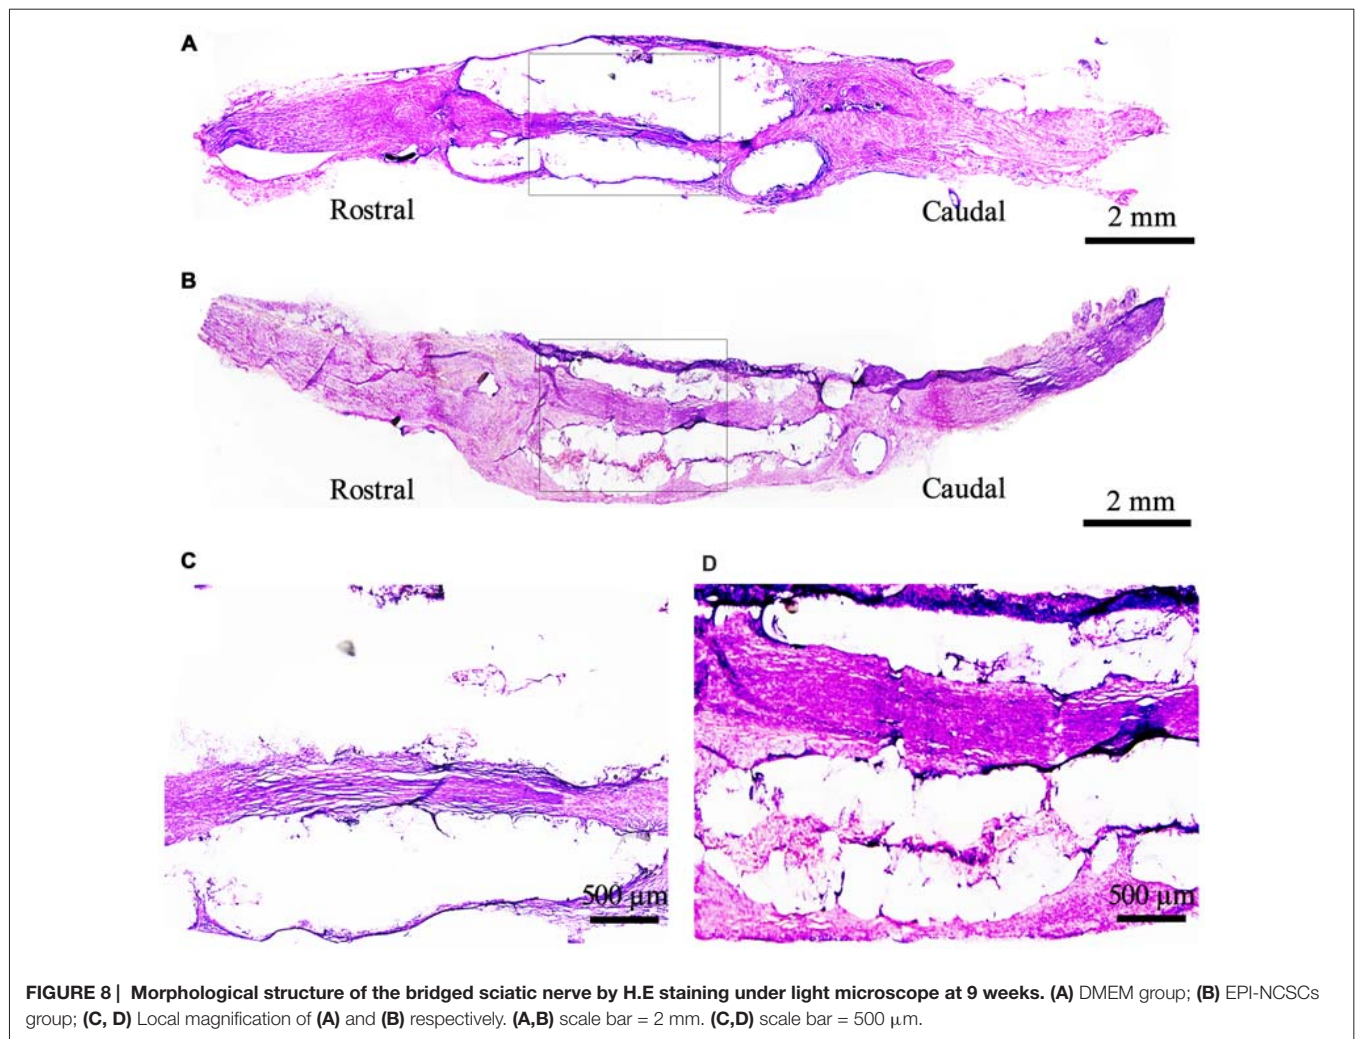 A
Rostral
Caudal
2 mm
B
Rostral
Caudal
2 mm
C
D
500 µm
500 µm
FIGURE 8 | Morphological structure of the bridged sciatic nerve by H.E staining under light microscope at 9 weeks. (A) DMEM group; (B) EPI-NCSCs
group; (C, D) Local magnification of (A) and (B) respectively. (A,B) scale bar = 2 mm. (C,D) scale bar = 500 µm.